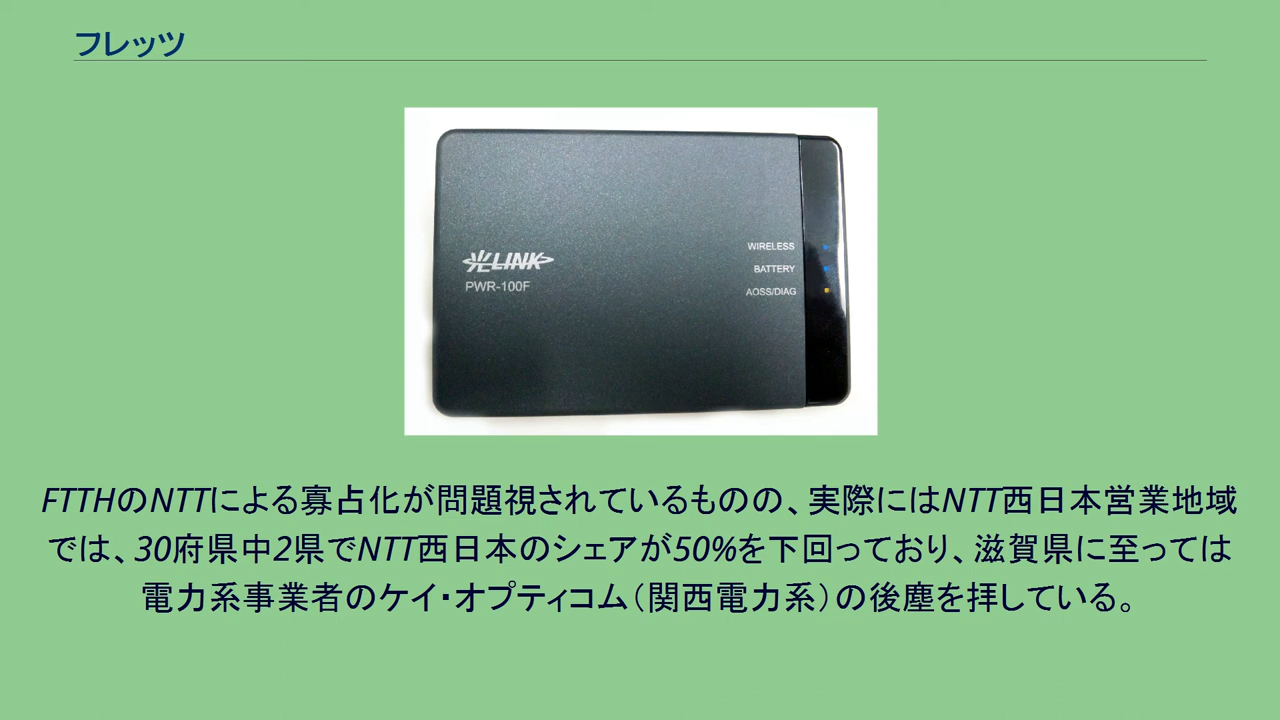 フレッツ
光LINK
PWR-100F
WIRELESS
BATTERY
AOSS/DIAG
FTTHのNTTによる寡占化が問題視されているものの、実際にはNTT西日本営業地域
では、30府県中2県でNTT西日本のシェアが50%を下回っており、滋賀県に至っては
電力系事業者のケイ・オプティコム（関西電力系）の後塵を拝している。